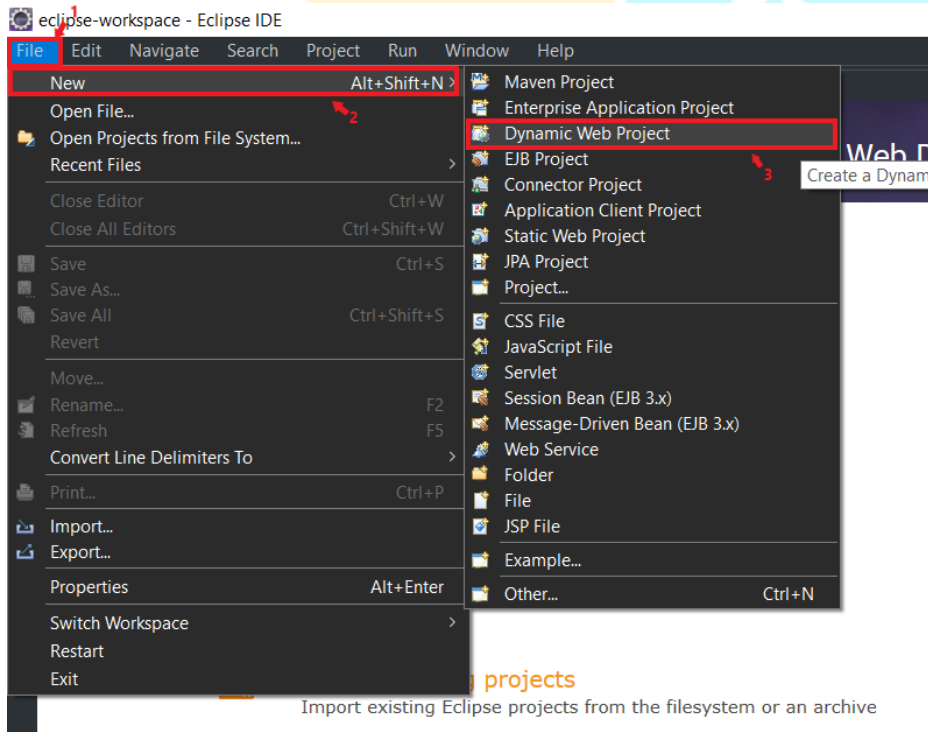 eclipse-workspace - Eclipse IDE
1
File Edit Navigate Search Project Run Window Help
New Alt+Shift+N >
2
Open File...
Open Projects from File System...
Recent Files >
Close Editor Ctrl+W
Close All Editors Ctrl+Shift+W
Save Ctrl+S
Save As...
Save All Ctrl+Shift+S
Revert
Move...
Rename... F2
Refresh F5
Convert Line Delimiters To >
Print... Ctrl+P
Import...
Export...
Properties Alt+Enter
Switch Workspace >
Restart
Exit
Maven Project
Enterprise Application Project
Dynamic Web Project
3
EJB Project
Connector Project
Application Client Project
Static Web Project
JPA Project
Project...
CSS File
JavaScript File
Servlet
Session Bean (EJB 3.x)
Message-Driven Bean (EJB 3.x)
Web Service
Folder
File
JSP File
Example...
Other... Ctrl+N
Web
Create a Dynam
projects
Import existing Eclipse projects from the filesystem or an archive